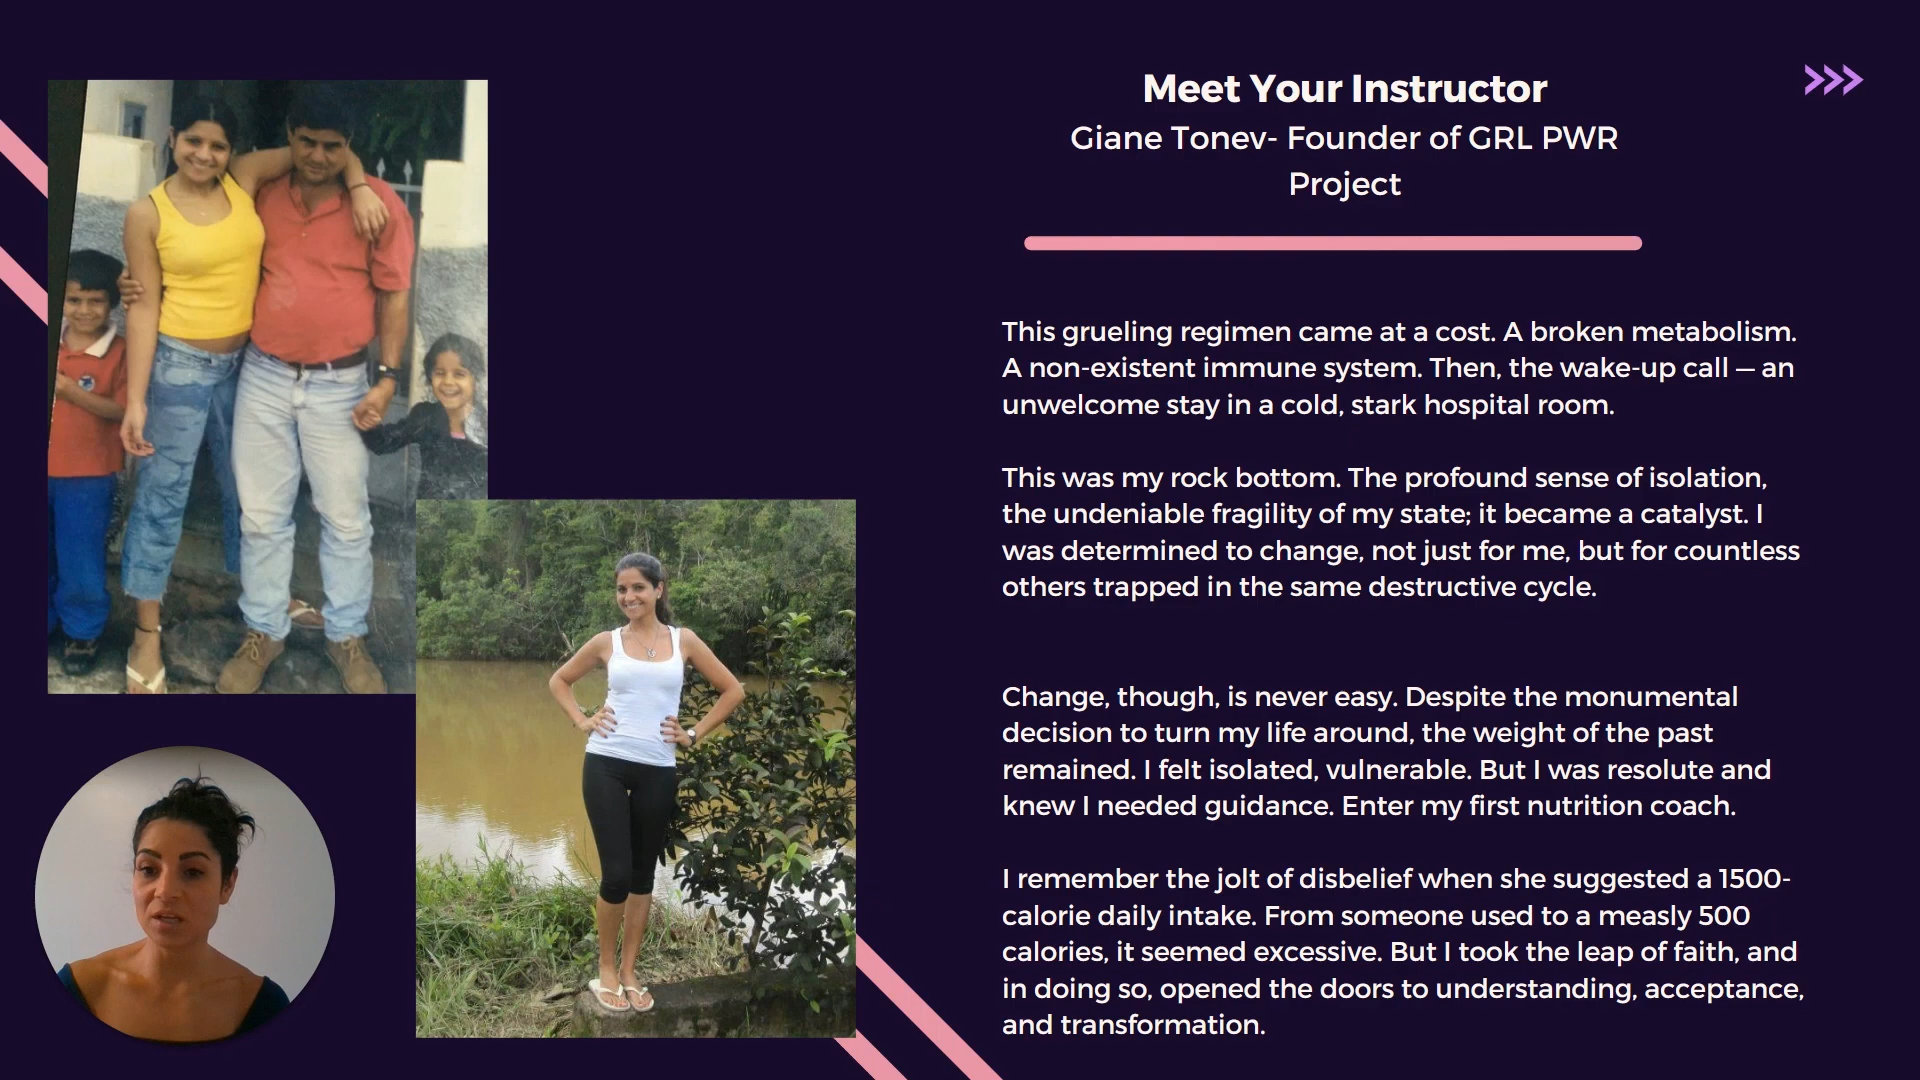 Meet Your Instructor
Giane Tonev- Founder of GRL PWR
Project
This grueling regimen came at a cost. A broken metabolism.
A non-existent immune system. Then, the wake-up call — an
unwelcome stay in a cold, stark hospital room.
This was my rock bottom. The profound sense of isolation,
the undeniable fragility of my state; it became a catalyst. I
was determined to change, not just for me, but for countless
others trapped in the same destructive cycle.
Change, though, is never easy. Despite the monumental
decision to turn my life around, the weight of the past
remained. I felt isolated, vulnerable. But I was resolute and
knew I needed guidance. Enter my first nutrition coach.
I remember the jolt of disbelief when she suggested a 1500-
calorie daily intake. From someone used to a measly 500
calories, it seemed excessive. But I took the leap of faith, and
in doing so, opened the doors to understanding, acceptance,
and transformation.